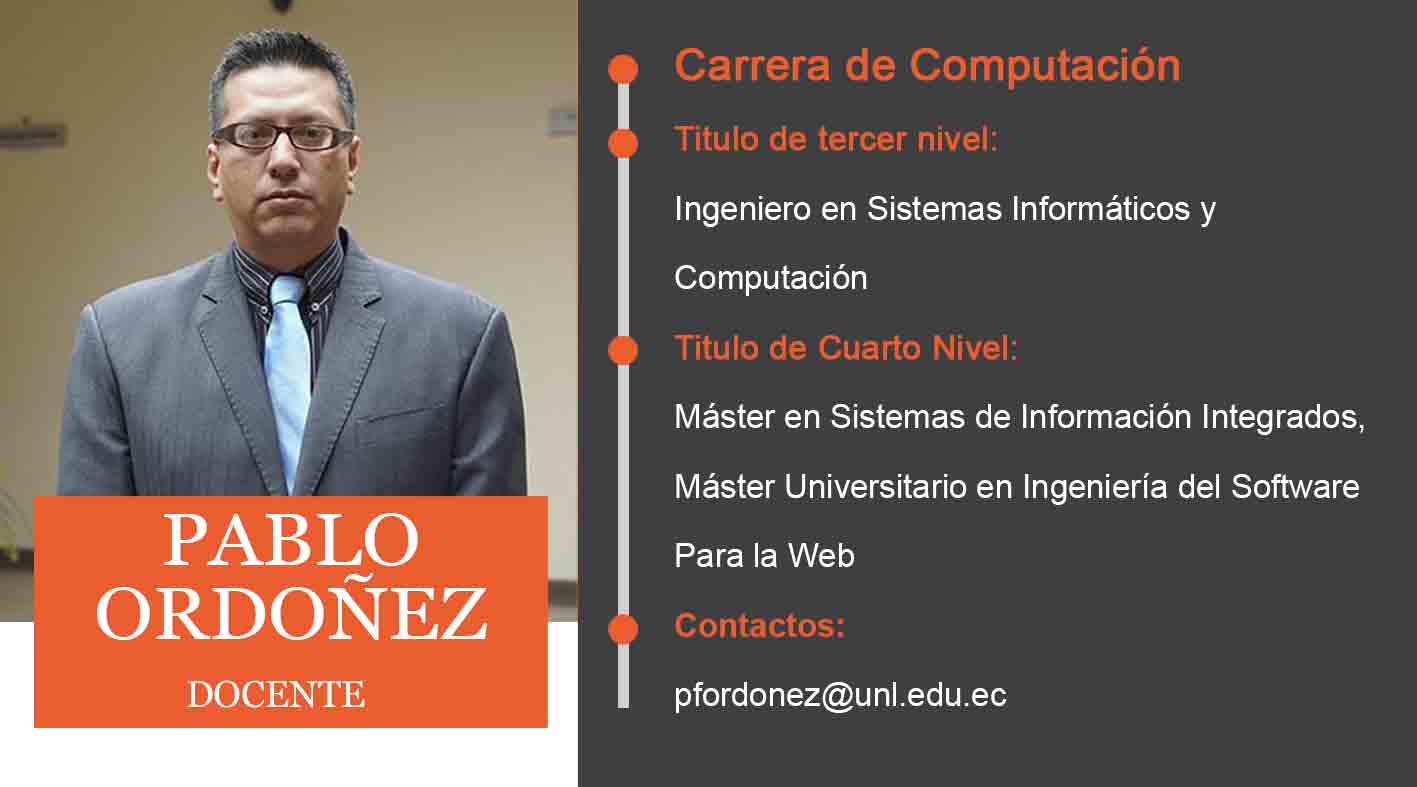 PABLO
ORDOÑEZ
DOCENTE
Carrera de Computación
Titulo de tercer nivel:
Ingeniero en Sistemas Informáticos y
Computación
Titulo de Cuarto Nivel:
Máster en Sistemas de Información Integrados,
Máster Universitario en Ingeniería del Software
Para la Web
Contactos:
pfordonez@unl.edu.ec